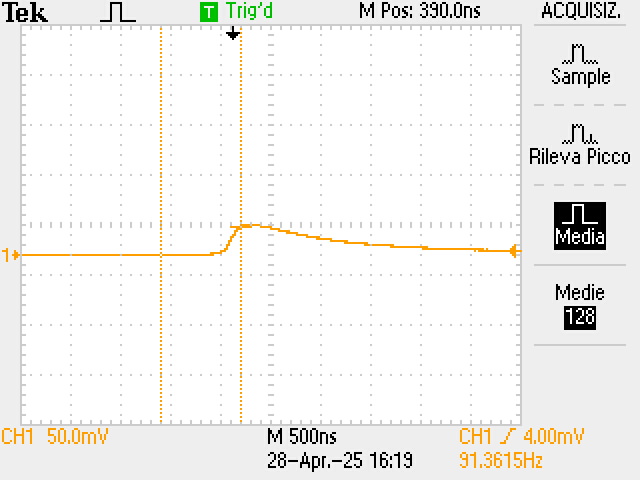 Tek
T Trig'd
M Pos: 390.0ns
ACQUISIZ.
Sample
Rileva Picco
Media
Medie
128
1
CH1 50.0mV
M 500ns
CH1 4.00mV
28-Apr.-25 16:19
91.3615Hz